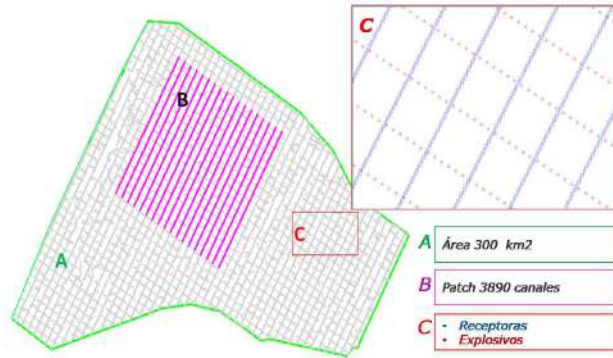 C
B
C
A
A Área 300 km2
B Patch 3890 canales
C - Receptoras
- Explosivos